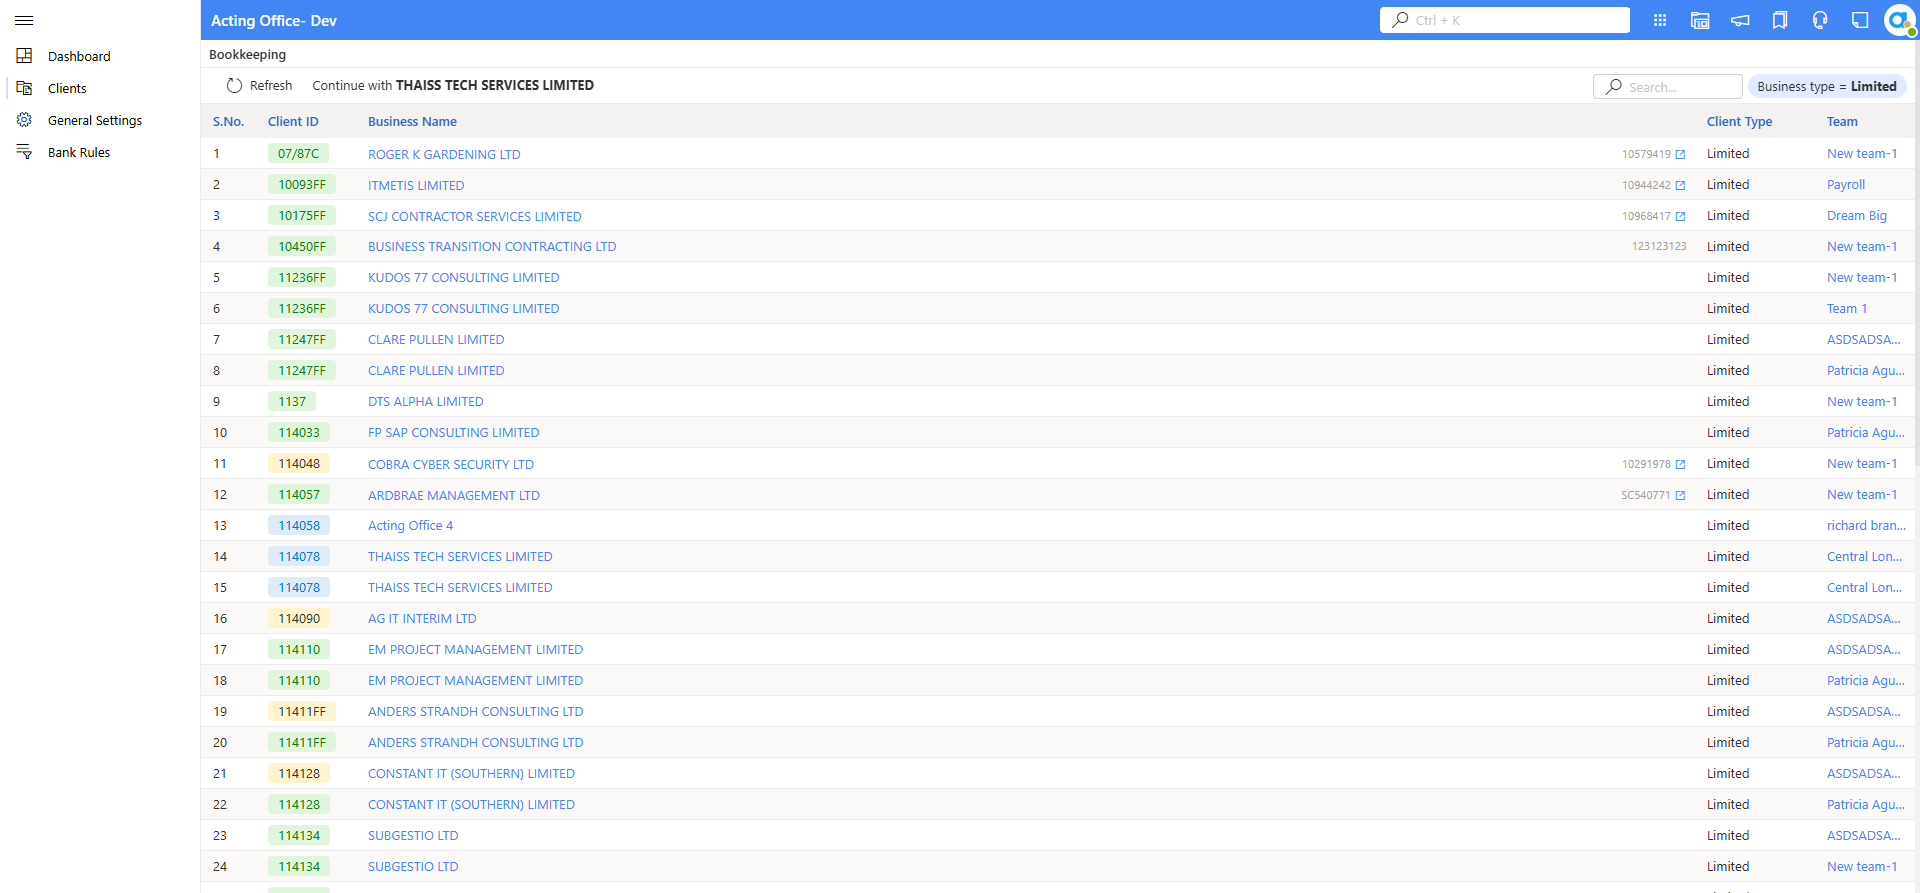 Acting Office- Dev
Ctrl + K
Dashboard
Clients
General Settings
Bank Rules
Bookkeeping
Refresh Continue with THAISS TECH SERVICES LIMITED
Search... Business type = Limited
S.No. Client ID Business Name Client Type Team
1 07/87C ROGER K GARDENING LTD 10579419 Limited New team-1
2 10093FF ITMETIS LIMITED 10944242 Limited Payroll
3 10175FF SCJ CONTRACTOR SERVICES LIMITED 10968417 Limited Dream Big
4 10450FF BUSINESS TRANSITION CONTRACTING LTD 123123123 Limited New team-1
5 11236FF KUDOS 77 CONSULTING LIMITED Limited New team-1
6 11236FF KUDOS 77 CONSULTING LIMITED Limited Team 1
7 11247FF CLARE PULLEN LIMITED Limited ASDSADSA...
8 11247FF CLARE PULLEN LIMITED Limited Patricia Agu...
9 1137 DTS ALPHA LIMITED Limited New team-1
10 114033 FP SAP CONSULTING LIMITED Limited Patricia Agu...
11 114048 COBRA CYBER SECURITY LTD 10291978 Limited New team-1
12 114057 ARDBRAE MANAGEMENT LTD SC540771 Limited New team-1
13 114058 Acting Office 4 Limited richard bran...
14 114078 THAISS TECH SERVICES LIMITED Limited Central Lon...
15 114078 THAISS TECH SERVICES LIMITED Limited Central Lon...
16 114090 AG IT INTERIM LTD Limited ASDSADSA...
17 114110 EM PROJECT MANAGEMENT LIMITED Limited ASDSADSA...
18 114110 EM PROJECT MANAGEMENT LIMITED Limited Patricia Agu...
19 11411FF ANDERS STRANDH CONSULTING LTD Limited ASDSADSA...
20 11411FF ANDERS STRANDH CONSULTING LTD Limited Patricia Agu...
21 114128 CONSTANT IT (SOUTHERN) LIMITED Limited ASDSADSA...
22 114128 CONSTANT IT (SOUTHERN) LIMITED Limited Patricia Agu...
23 114134 SUBGESTIO LTD Limited ASDSADSA...
24 114134 SUBGESTIO LTD Limited New team-1